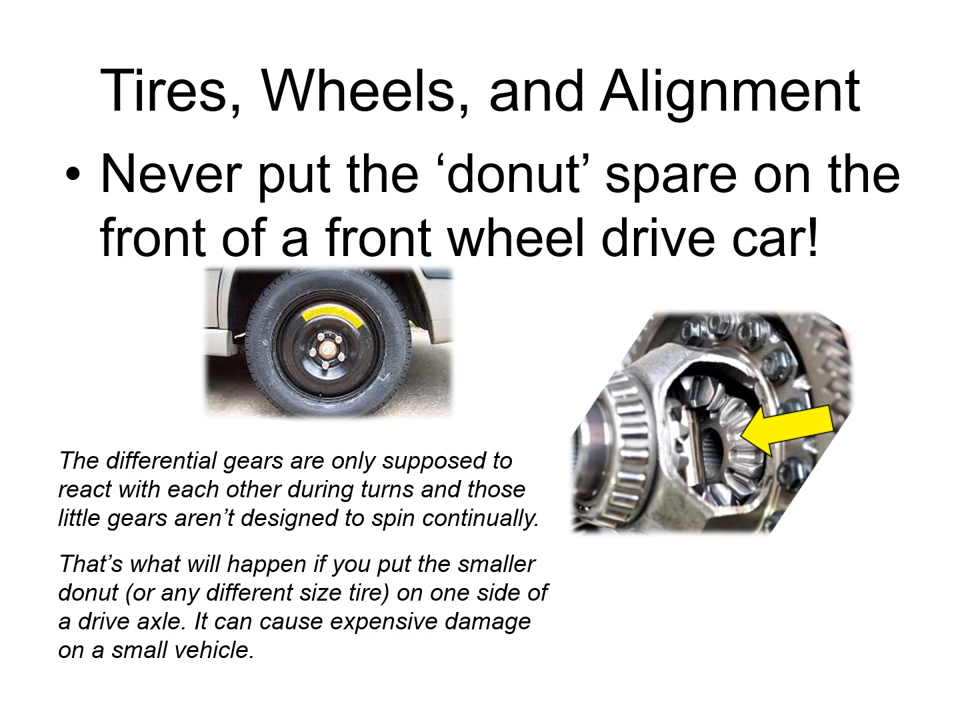 Tires, Wheels, and Alignment
• Never put the ‘donut’ spare on the
front of a front wheel drive car!
The differential gears are only supposed to
react with each other during turns and those
little gears aren’t designed to spin continually.
That’s what will happen if you put the smaller
donut (or any different size tire) on one side of
a drive axle. It can cause expensive damage
on a small vehicle.